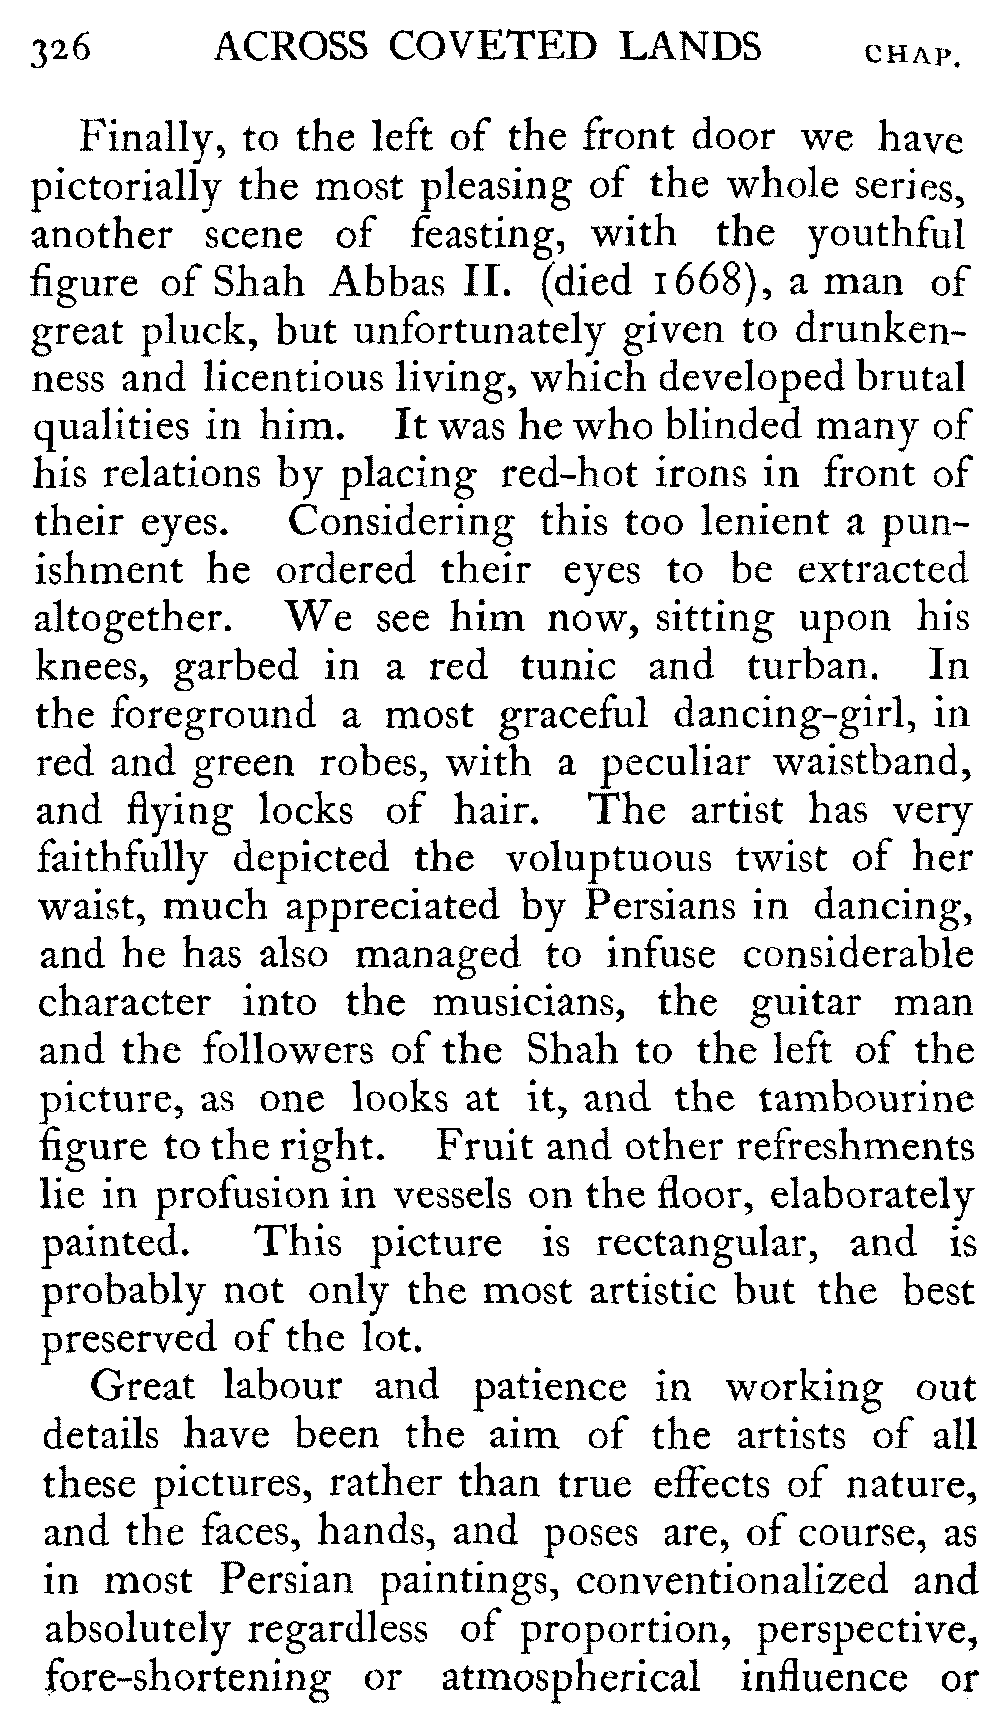 326 ACROSS COVETED LANDS CHAP.
Finally, to the left of the front door we have
pictorially the most pleasing of the whole series,
another scene of feasting, with the youthful
figure of Shah Abbas II. (died 1668), a man of
great pluck, but unfortunately given to drunken-
ness and licentious living, which developed brutal
qualities in him. It was he who blinded many of
his relations by placing red-hot irons in front of
their eyes. Considering this too lenient a pun-
ishment he ordered their eyes to be extracted
altogether. We see him now, sitting upon his
knees, garbed in a red tunic and turban. In
the foreground a most graceful dancing-girl, in
red and green robes, with a peculiar waistband,
and flying locks of hair. The artist has very
faithfully depicted the voluptuous twist of her
waist, much appreciated by Persians in dancing,
and he has also managed to infuse considerable
character into the musicians, the guitar man
and the followers of the Shah to the left of the
picture, as one looks at it, and the tambourine
figure to the right. Fruit and other refreshments
lie in profusion in vessels on the floor, elaborately
painted. This picture is rectangular, and is
probably not only the most artistic but the best
preserved of the lot.
Great labour and patience in working out
details have been the aim of the artists of all
these pictures, rather than true effects of nature,
and the faces, hands, and poses are, of course, as
in most Persian paintings, conventionalized and
absolutely regardless of proportion, perspective,
fore-shortening or atmospherical influence or